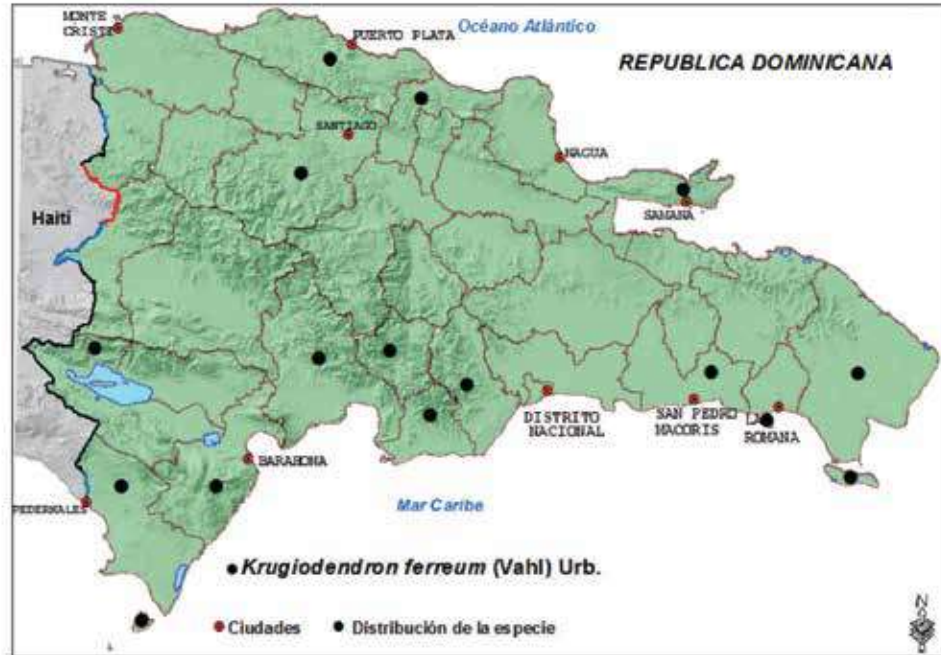 MONTE
CRISTI
PUERTO PLATA
Océano Atlántico
REPUBLICA DOMINICANA
SANTIAGO
NAGUA
SAMANA
Haití
DISTRITO
NACIONAL
SAN PEDRO
MACORIS
LA
ROMANA
BARAHONA
PEDERNALES
Mar Caribe
Krugiodendron ferreum (Vahl) Urb.
Ciudades
Distribución de la especie
N